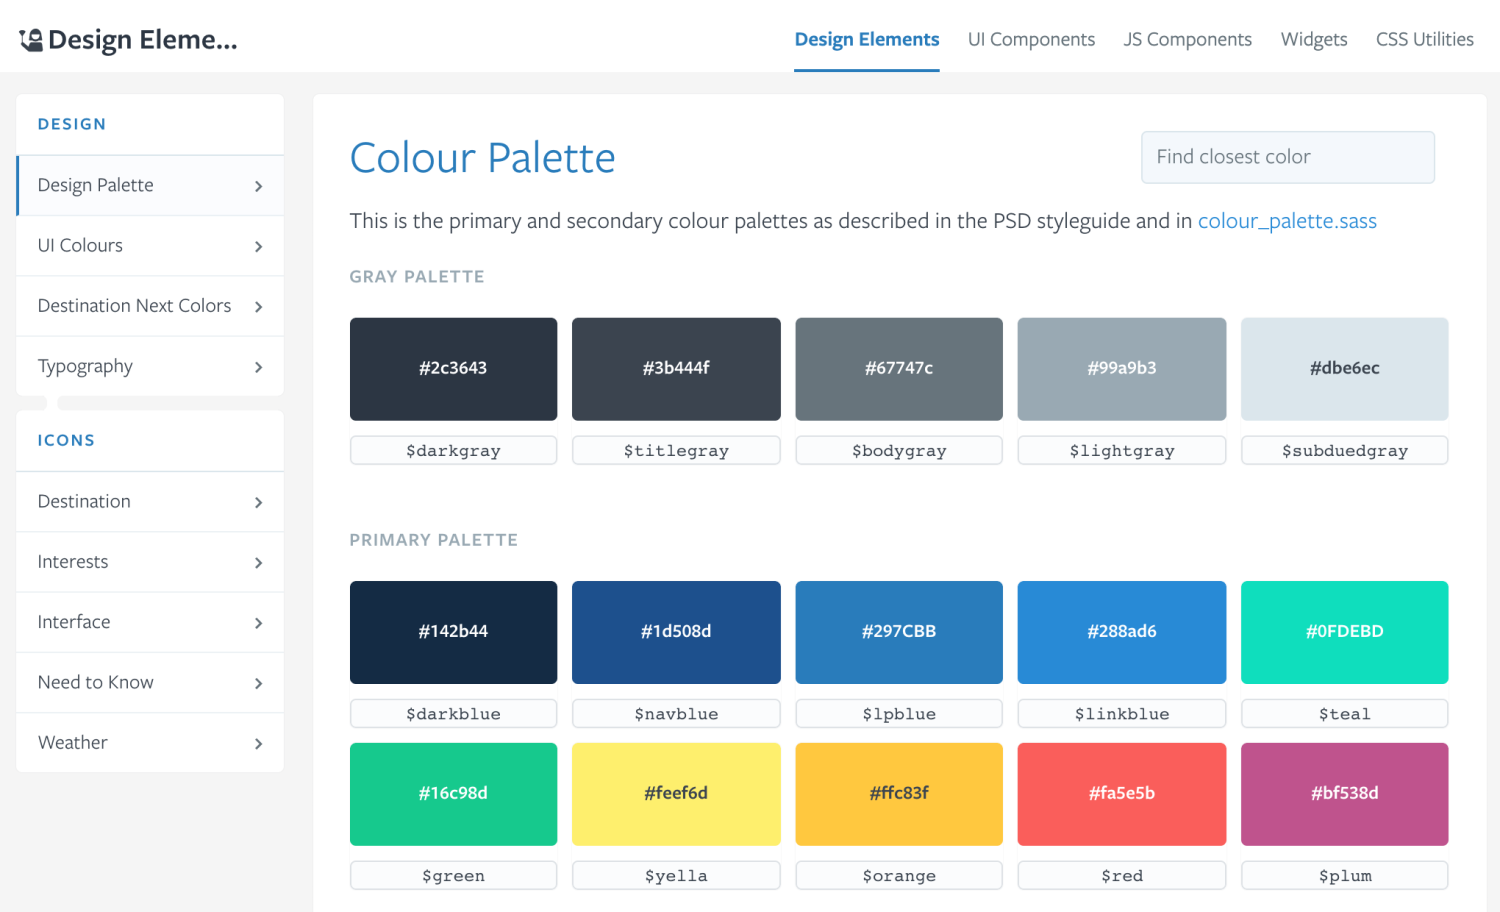 Design Eleme...
Design Elements UI Components JS Components Widgets CSS Utilities
DESIGN
Design Palette
UI Colours
Destination Next Colors
Typography
ICONS
Destination
Interests
Interface
Need to Know
Weather
Colour Palette
Find closest color
This is the primary and secondary colour palettes as described in the PSD styleguide and in colour_palette.sass
GRAY PALETTE
#2c3643 #3b444f #67747c #99a9b3 #dbe6ec
$darkgray $titlegray $bodygray $lightgray $subduedgray
PRIMARY PALETTE
#142b44 #1d508d #297CBB #288ad6 #0FDEBD
$darkblue $navblue $lpblue $linkblue $teal
#16c98d #feef6d #ffc83f #fa5e5b #bf538d
$green $yella $orange $red $plum